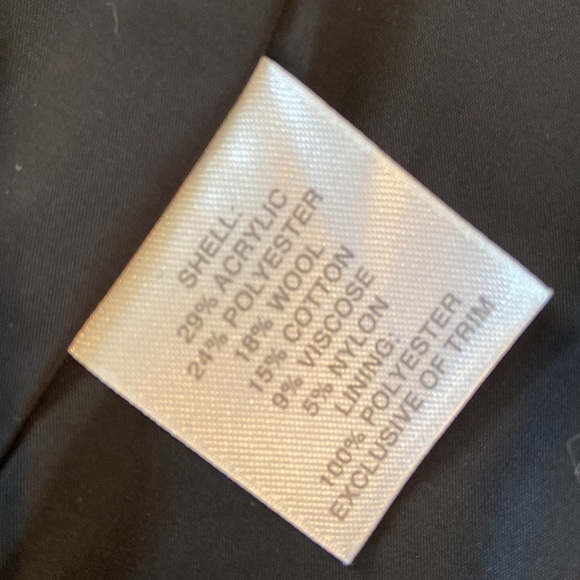 SHELL:
29% ACRYLIC
24% POLYESTER
18% WOOL
15% COTTON
9% VISCOSE
5% NYLON
LINING:
100% POLYESTER
EXCLUSIVE OF TRIM